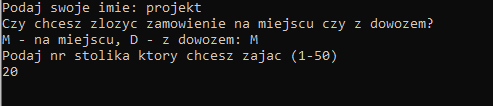 Podaj swoje imie: projekt
Czy chcesz zlozyc zamowienie na miejscu czy z dowozem?
M - na miejscu, D - z dowozem: M
Podaj nr stolika ktory chcesz zajac (1-50)
20